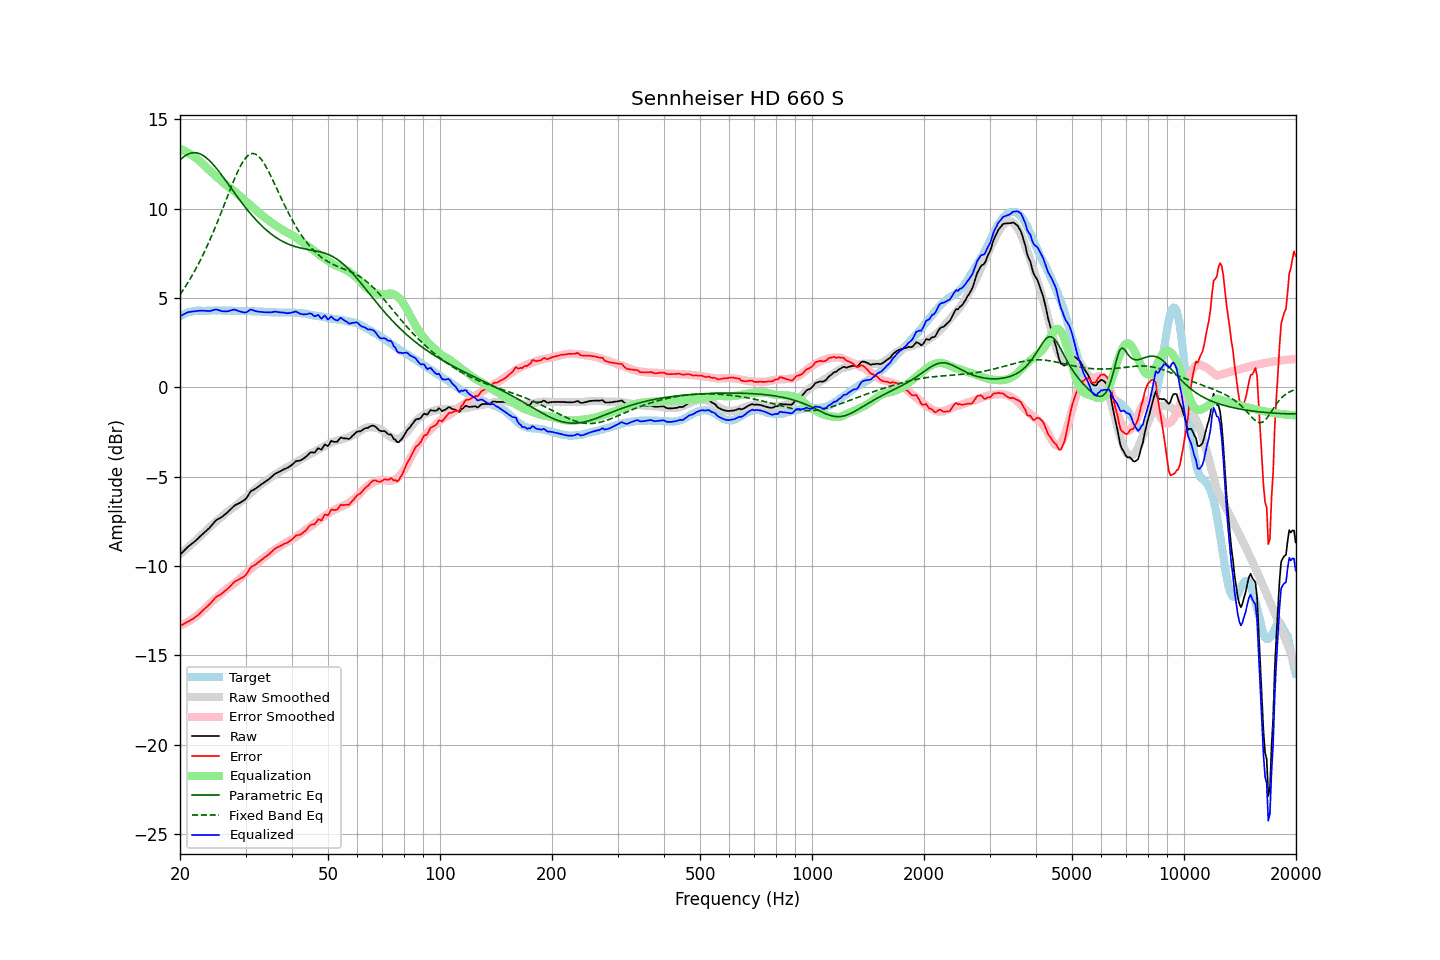 Sennheiser HD 660 S
Amplitude (dBr)
15
10
5
0
−5
−10
−15
−20
−25
Target
Raw Smoothed
Error Smoothed
Raw
Error
Equalization
Parametric Eq
Fixed Band Eq
Equalized
20 50 100 200 500 1000 2000 5000 10000 20000
Frequency (Hz)